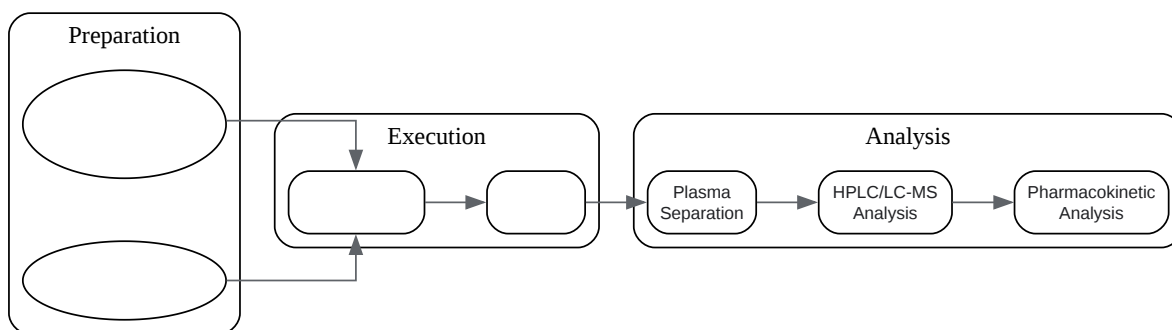 Preparation
Execution
Analysis
Plasma
Separation
HPLC/LC-MS
Analysis
Pharmacokinetic
Analysis